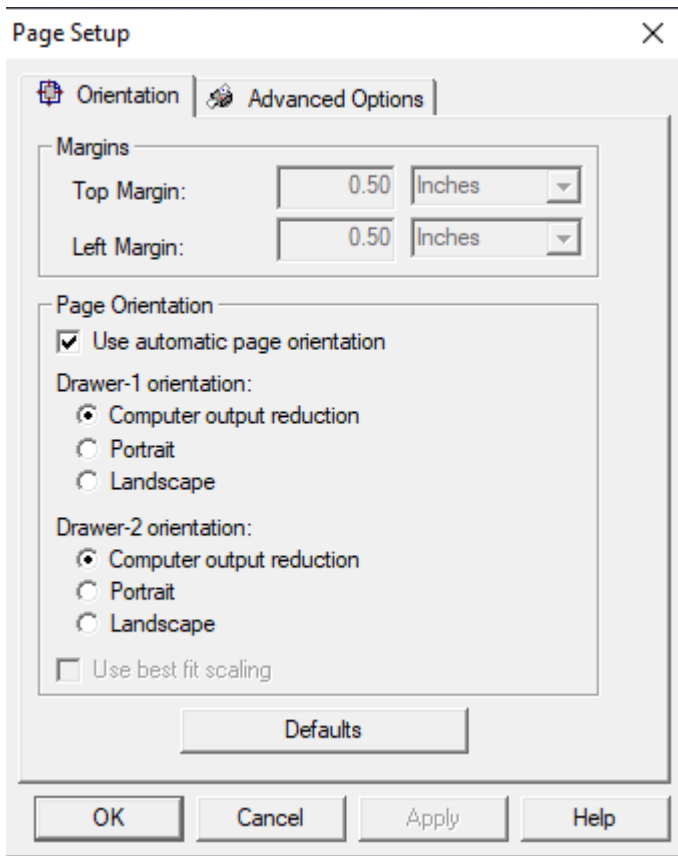 Page Setup
Orientation
Advanced Options
Margins
Top Margin: 0.50 Inches
Left Margin: 0.50 Inches
Page Orientation
Use automatic page orientation
Drawer-1 orientation:
Computer output reduction
Portrait
Landscape
Drawer-2 orientation:
Computer output reduction
Portrait
Landscape
Use best fit scaling
Defaults
OK Cancel Apply Help